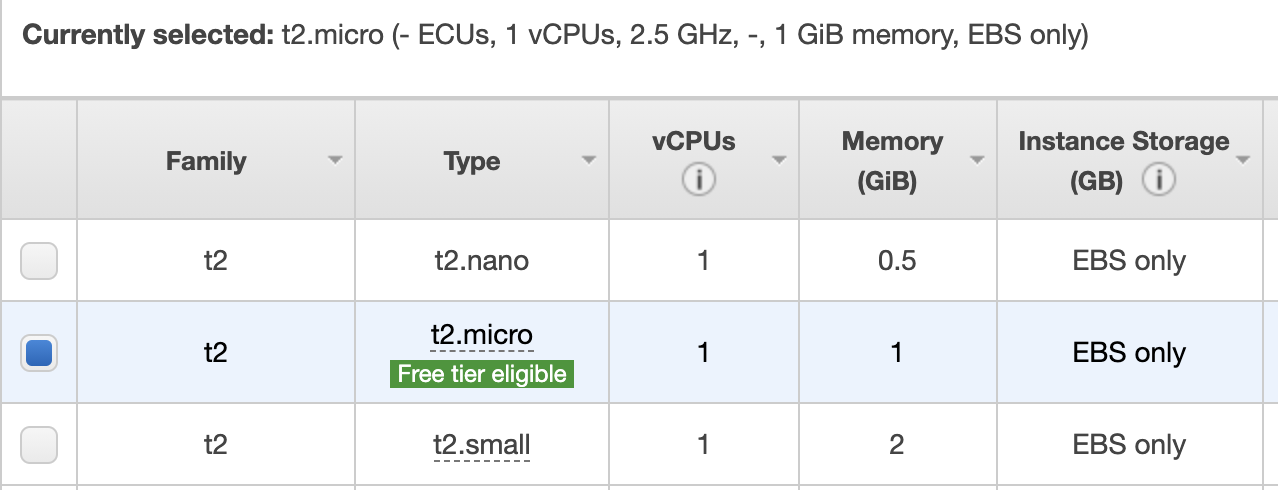 Currently selected: t2.micro (- ECUs, 1 vCPUs, 2.5 GHz, -, 1 GiB memory, EBS only)
Family Type vCPUs Memory (GiB) Instance Storage (GB)
t2 t2.nano 1 0.5 EBS only
t2 t2.micro 1 1 EBS only
Free tier eligible
t2 t2.small 1 2 EBS only